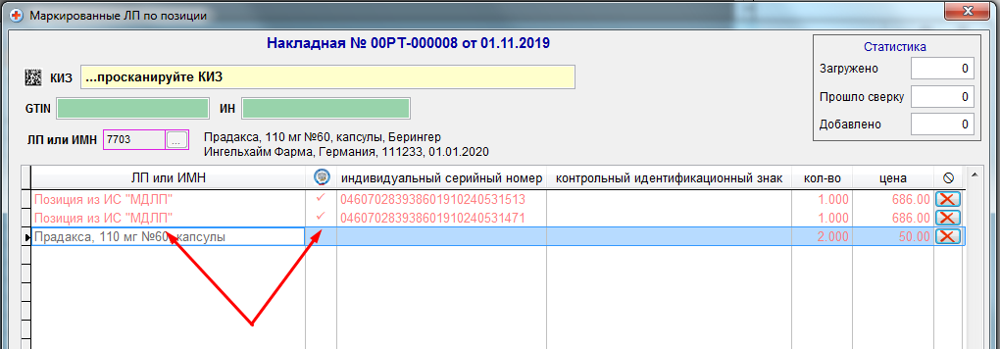 Маркированные ЛП по позиции
Накладная № 00РТ-000008 от 01.11.2019
Статистика
КИЗ ...просканируйте КИЗ
Загружено 0
GTIN ИН
Прошло сверку 0
Добавлено 0
ЛП или ИМН 7703 ... Прадакса, 110 мг №60, капсулы, Берингер
Ингельхайм Фарма, Германия, 111233, 01.01.2020
ЛП или ИМН индивидуальный серийный номер контрольный идентификационный знак кол-во цена
Позиция из ИС "МДЛП" ✓ 046070283938601910240531513 1.000 686.00
Позиция из ИС "МДЛП" ✓ 046070283938601910240531471 1.000 686.00
Прадакса, 110 мг №60, капсулы 2.000 50.00